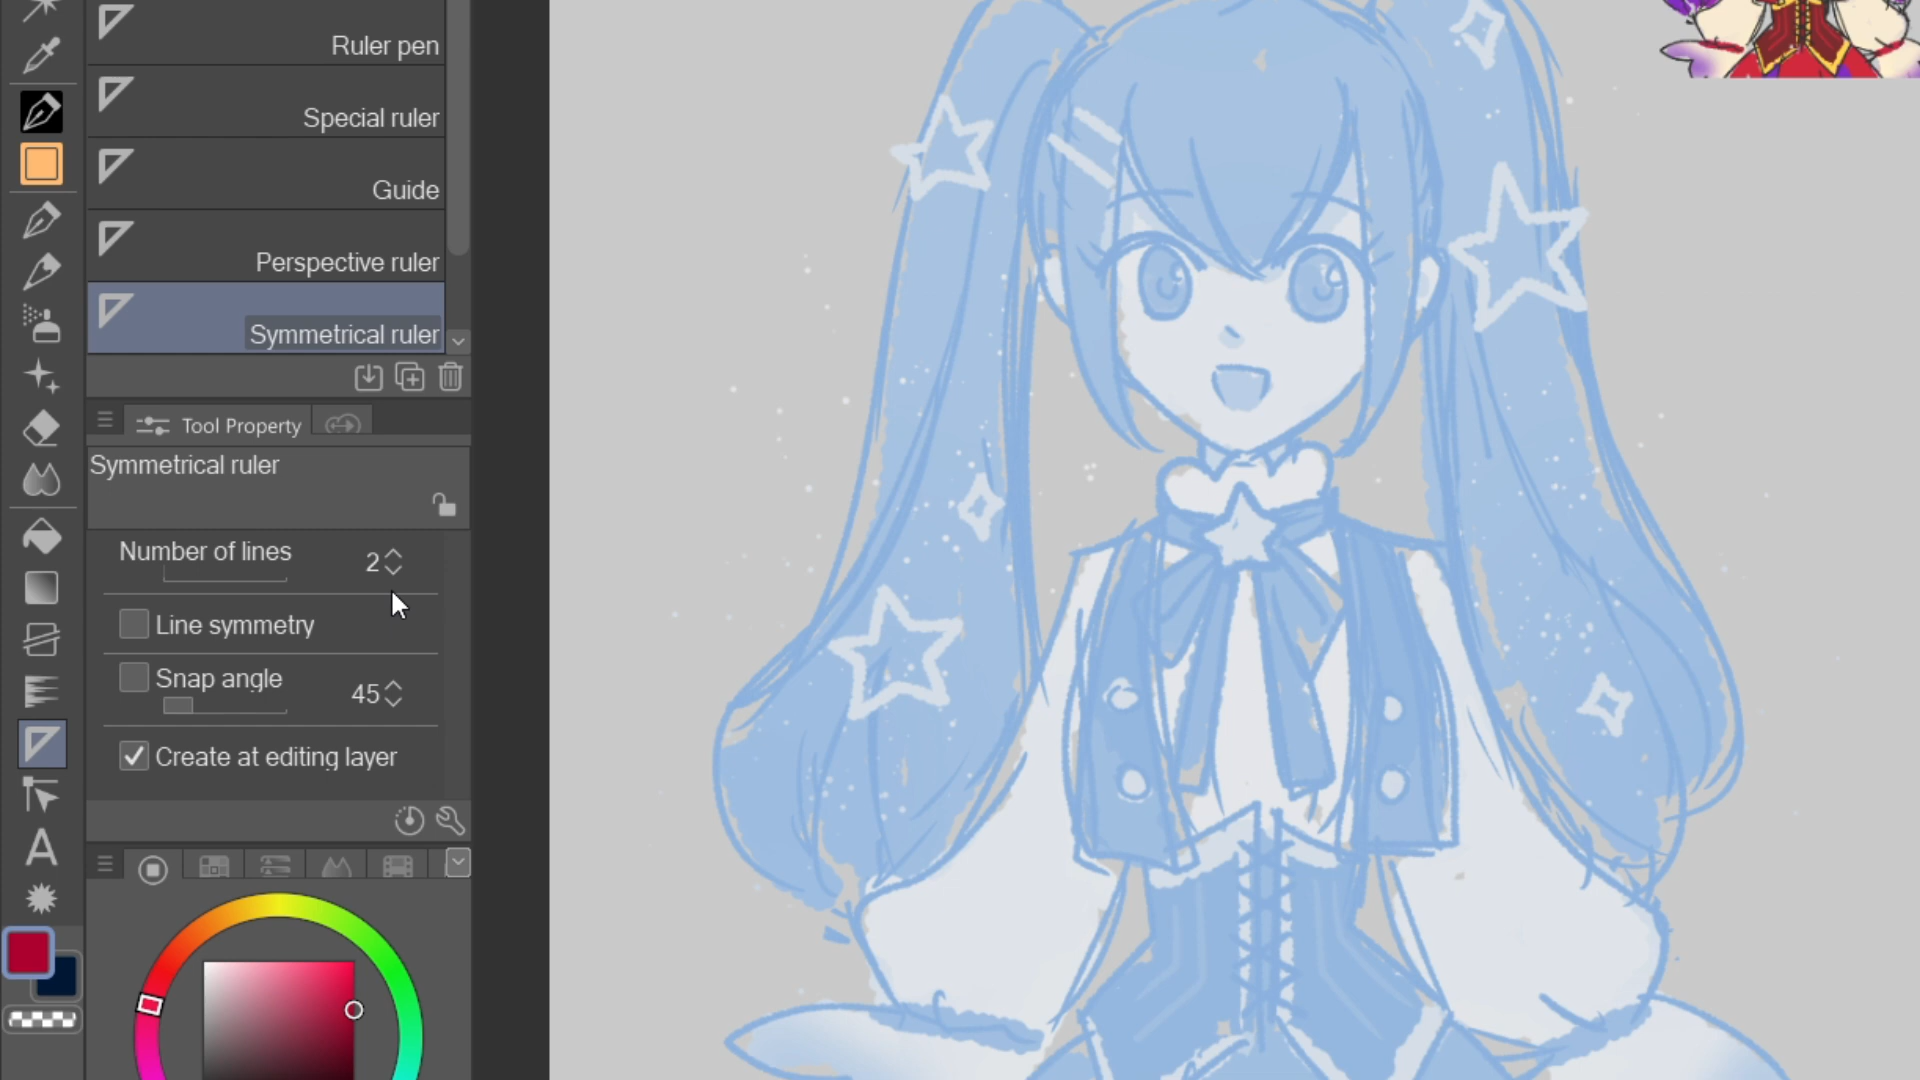 Ruler pen
Special ruler
Guide
Perspective ruler
Symmetrical ruler
Tool Property
Symmetrical ruler
Number of lines 2
Line symmetry
Snap angle 45
Create at editing layer
A